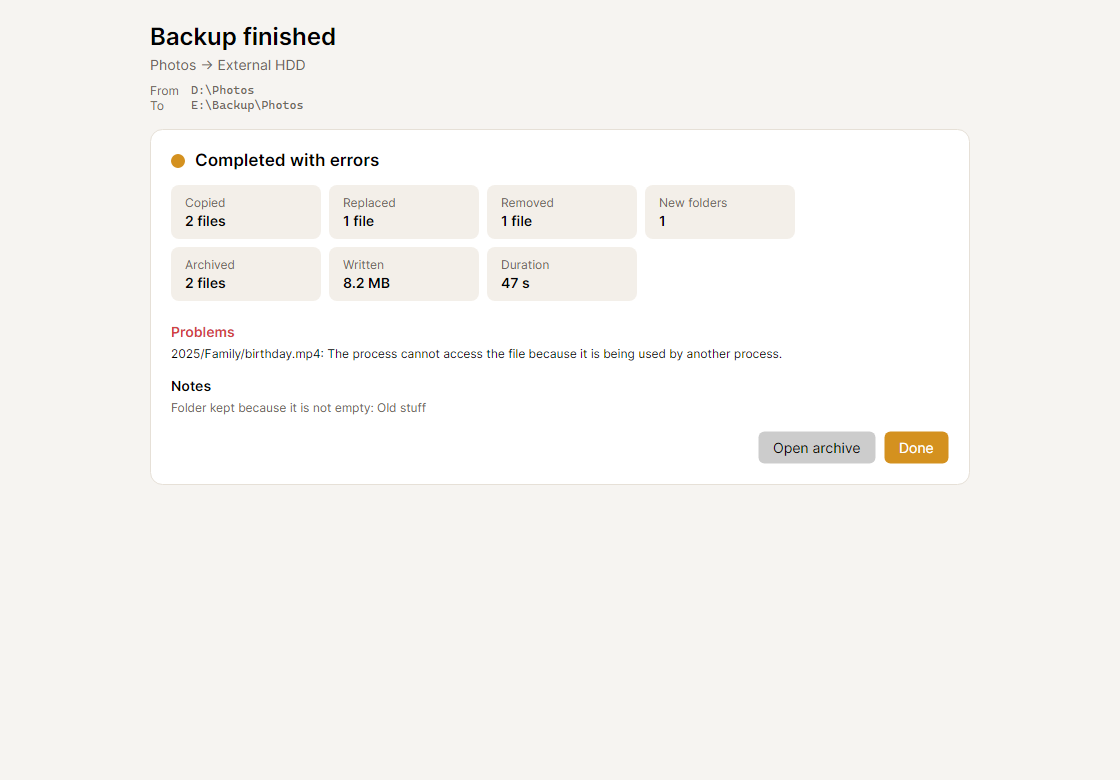 Backup finished
Photos → External HDD
From D:\Photos
To E:\Backup\Photos
Completed with errors
Copied Replaced Removed New folders
2 files 1 file 1 file 1
Archived Written Duration
2 files 8.2 MB 47 s
Problems
2025/Family/birthday.mp4: The process cannot access the file because it is being used by another process.
Notes
Folder kept because it is not empty: Old stuff
Open archive Done